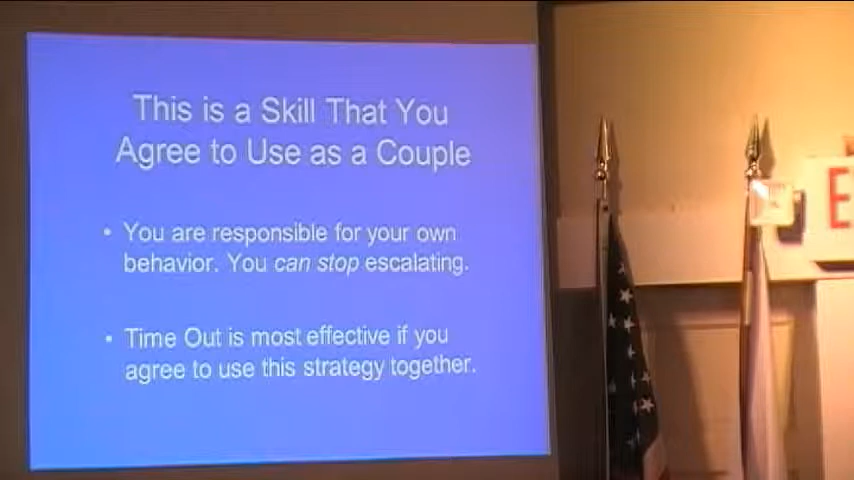 This is a Skill That You
Agree to Use as a Couple
• You are responsible for your own
behavior. You can stop escalating.
• Time Out is most effective if you
agree to use this strategy together.
E